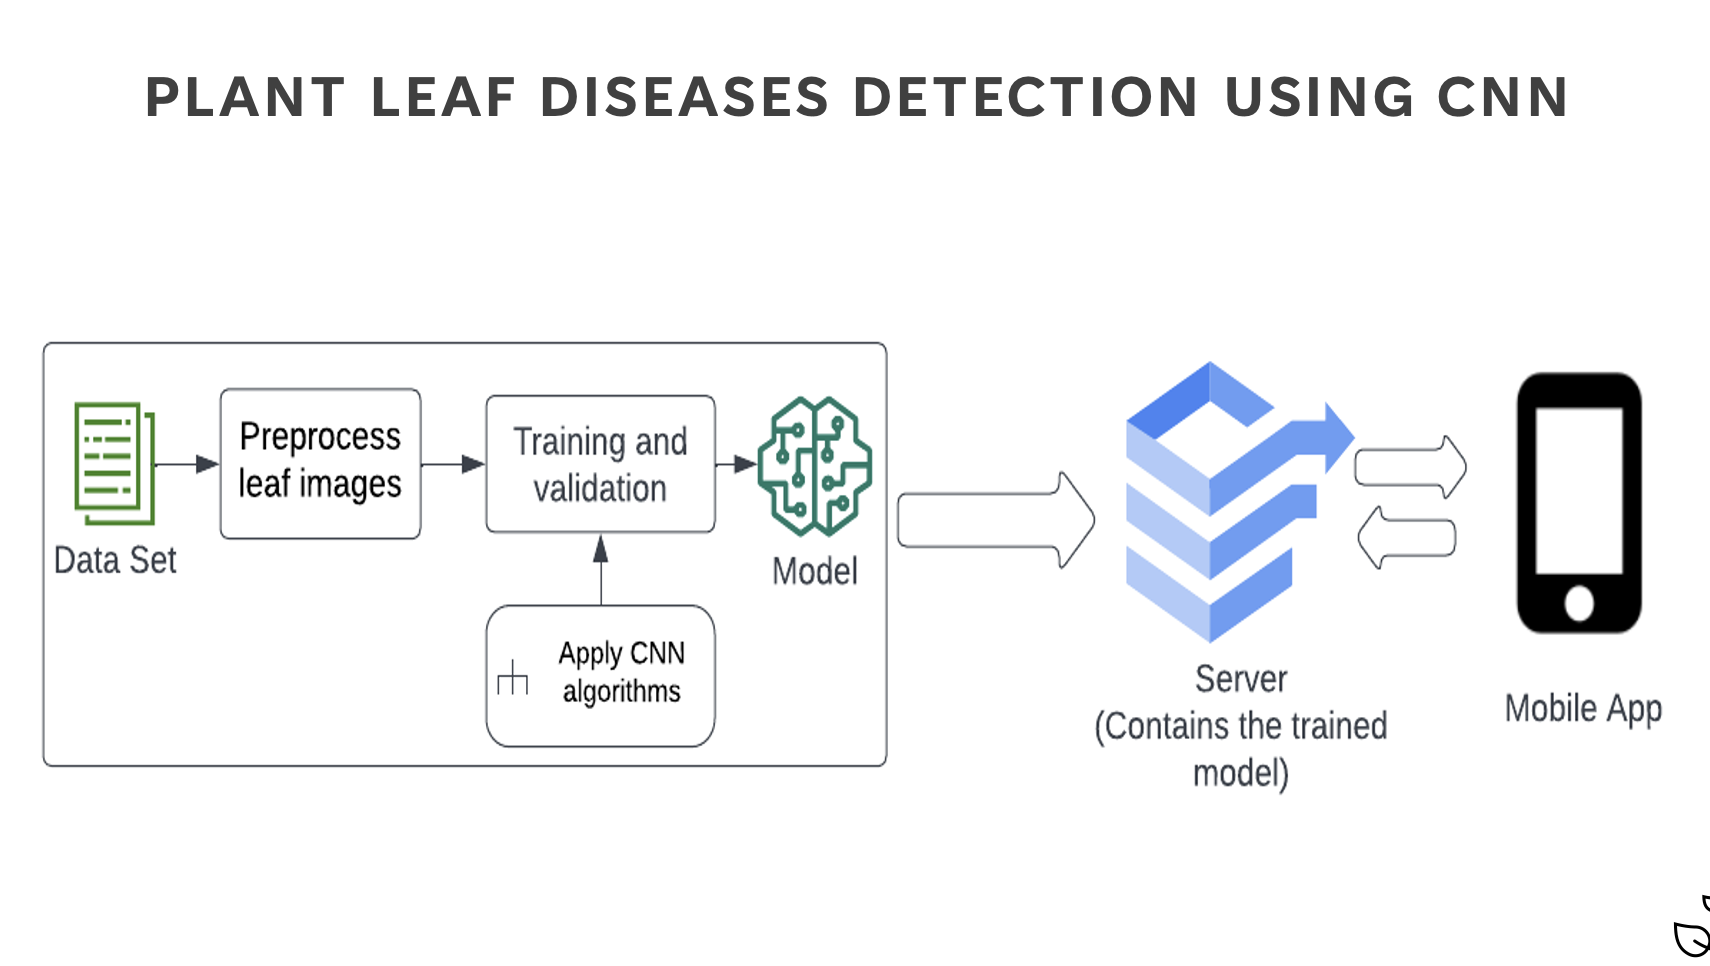 PLANT LEAF DISEASES DETECTION USING CNN
Data Set
Preprocess
leaf images
Training and
validation
Model
Apply CNN
algorithms
Server
(Contains the trained
model)
Mobile App